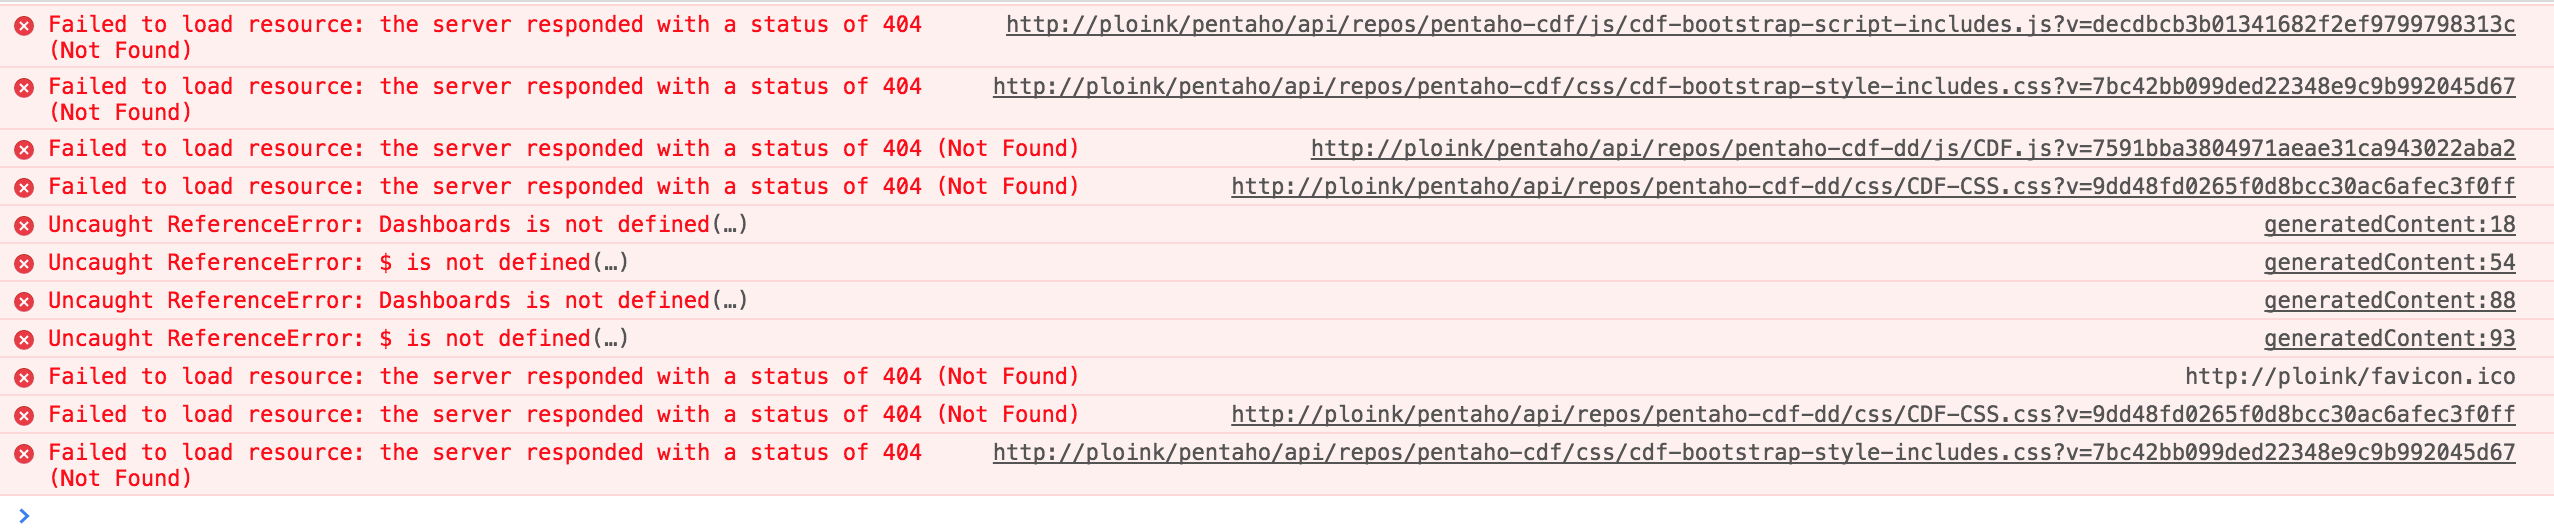 Failed to load resource: the server responded with a status of 404 http://ploink/pentaho/api/repos/pentaho-cdf/js/cdf-bootstrap-script-includes.js?v=decdbcb3b01341682f2ef9799798313c
(Not Found)
Failed to load resource: the server responded with a status of 404 http://ploink/pentaho/api/repos/pentaho-cdf/css/cdf-bootstrap-style-includes.css?v=7bc42bb099ded22348e9c9b992045d67
(Not Found)
Failed to load resource: the server responded with a status of 404 (Not Found) http://ploink/pentaho/api/repos/pentaho-cdf-dd/js/CDF.js?v=7591bba3804971aeae31ca943022aba2
Failed to load resource: the server responded with a status of 404 (Not Found) http://ploink/pentaho/api/repos/pentaho-cdf-dd/css/CDF-CSS.css?v=9dd48fd0265f0d8bcc30ac6afec3f0ff
Uncaught ReferenceError: Dashboards is not defined(…) generatedContent:18
Uncaught ReferenceError: $ is not defined(…) generatedContent:54
Uncaught ReferenceError: Dashboards is not defined(…) generatedContent:88
Uncaught ReferenceError: $ is not defined(…) generatedContent:93
Failed to load resource: the server responded with a status of 404 (Not Found) http://ploink/favicon.ico
Failed to load resource: the server responded with a status of 404 (Not Found) http://ploink/pentaho/api/repos/pentaho-cdf-dd/css/CDF-CSS.css?v=9dd48fd0265f0d8bcc30ac6afec3f0ff
Failed to load resource: the server responded with a status of 404 http://ploink/pentaho/api/repos/pentaho-cdf/css/cdf-bootstrap-style-includes.css?v=7bc42bb099ded22348e9c9b992045d67
(Not Found)